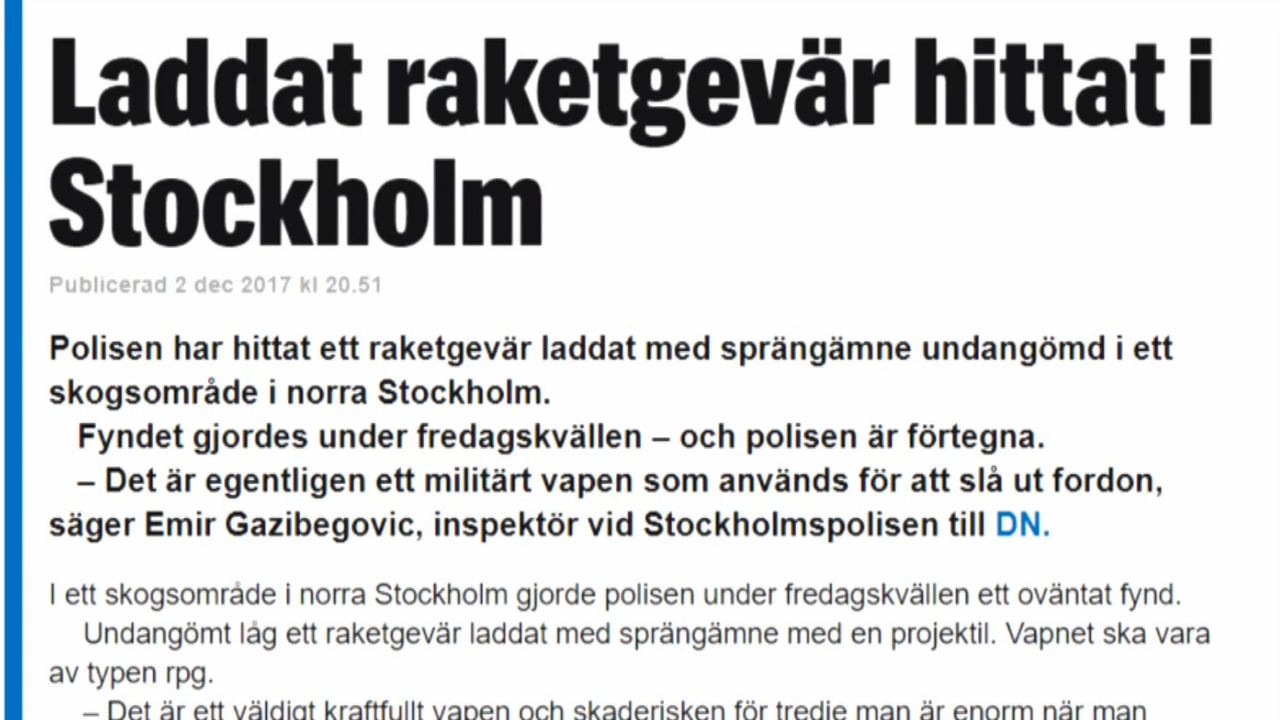 Laddat raketgevär hittat i
Stockholm
Publicerad 2 dec 2017 kl 20.51
Polisen har hittat ett raketgevär laddat med sprängämne undangömd i ett
skogsområde i norra Stockholm.
Fyndet gjordes under fredagskvällen – och polisen är förtegna.
– Det är egentligen ett militärt vapen som används för att slå ut fordon,
säger Emir Gazibegovic, inspektör vid Stockholmspolisen till DN.
I ett skogsområde i norra Stockholm gjorde polisen under fredagskvällen ett oväntat fynd.
Undangömt låg ett raketgevär laddat med sprängämne med en projektil. Vapnet ska vara
av typen rpg.
– Det är ett väldigt kraftfullt vapen och skaderisken för tredje man är enorm när man